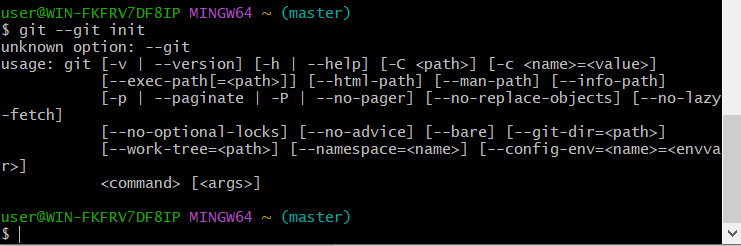 user@WIN-FKFRV7DF8IP MINGW64 ~ (master)
$ git --git init
unknown option: --git
usage: git [-v | --version] [-h | --help] [-C <path>] [-c <name>=<value>]
           [--exec-path[=<path>]] [--html-path] [--man-path] [--info-path]
           [-p | --paginate | -P | --no-pager] [--no-replace-objects] [--no-lazy
-fetch]
           [--no-optional-locks] [--no-advice] [--bare] [--git-dir=<path>]
           [--work-tree=<path>] [--namespace=<name>] [--config-env=<name>=<envva
r>]
           <command> [<args>]

user@WIN-FKFRV7DF8IP MINGW64 ~ (master)
$